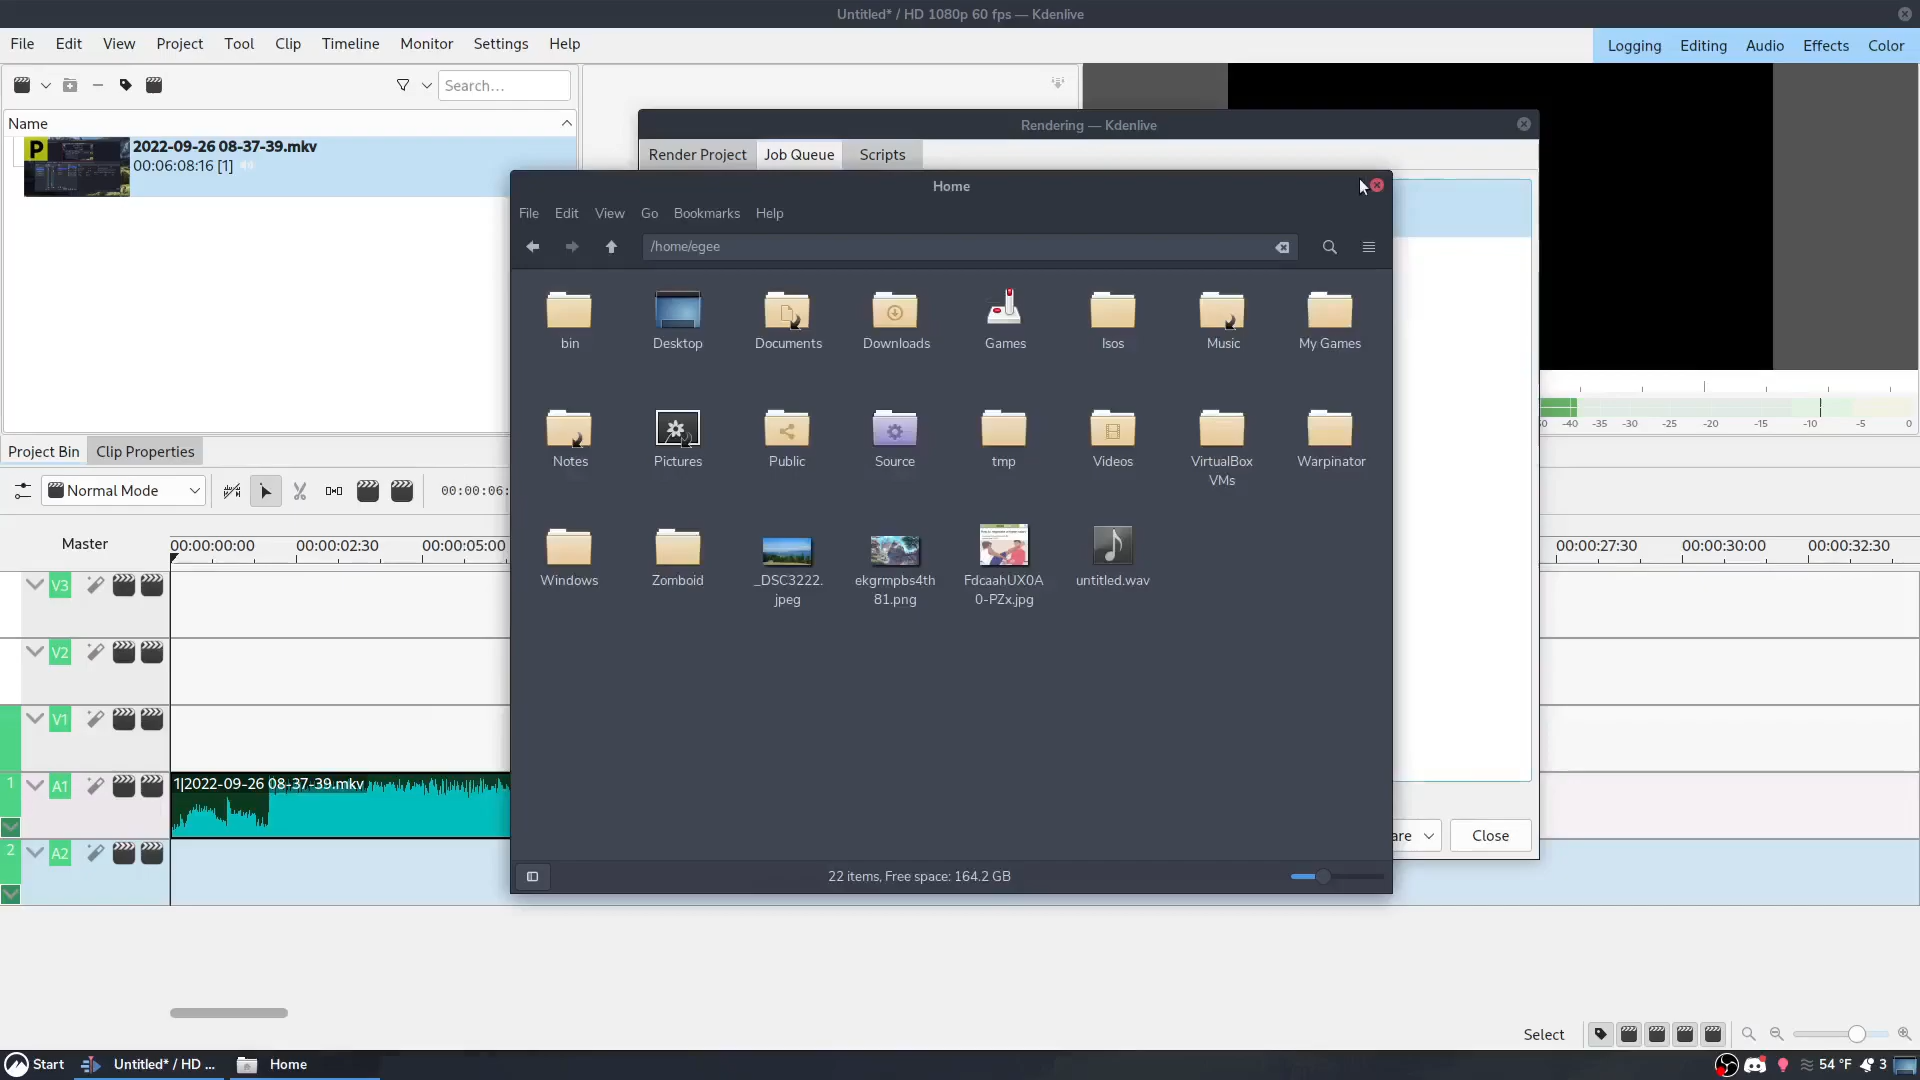 Untitled* / HD 1080p 60 fps — Kdenlive
File Edit View Project Tool Clip Timeline Monitor Settings Help
Logging Editing Audio Effects Color
Search...
Name
P
2022-09-26 08-37-39.mkv
00:06:08:16 [1]
Rendering — Kdenlive
Render Project Job Queue Scripts
Home
File Edit View Go Bookmarks Help
/home/egee
bin Desktop Documents Downloads Games Isos Music My Games
Notes Pictures Public Source tmp Videos VirtualBox Warpinator
VMs
Windows Zomboid _DSC3222. ekgrmpbs4th FdcaahUX0A untitled.wav
jpeg 81.png 0-PZx.jpg
22 items, Free space: 164.2 GB
-40 -35 -30 -25 -20 -15 -10 -5 0
Project Bin Clip Properties
Normal Mode 00:00:06:
Master 00:00:00:00 00:00:02:30 00:00:05:00 00:00:27:30 00:00:30:00 00:00:32:30
V3
V2
V1
1 A1 1|2022-09-26 08-37-39.mkv
are Close
2 A2
Select
Start Untitled* / HD ... Home 54 °F 3